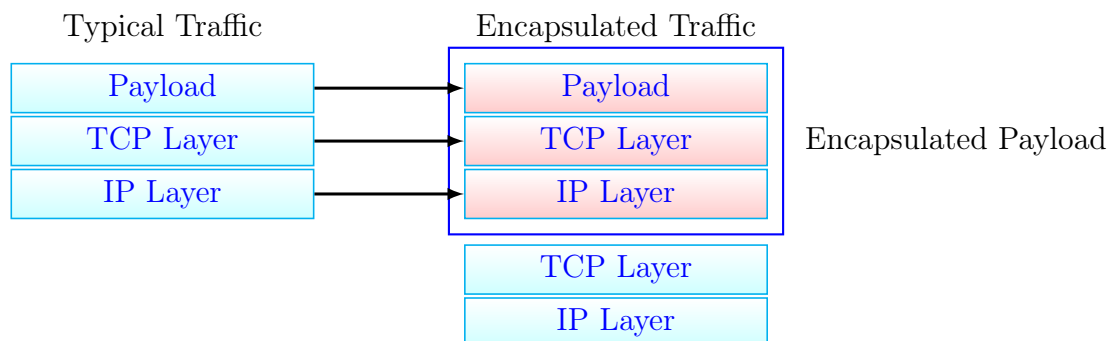 Typical Traffic
Encapsulated Traffic
Payload
Payload
TCP Layer
TCP Layer
Encapsulated Payload
IP Layer
IP Layer
TCP Layer
IP Layer